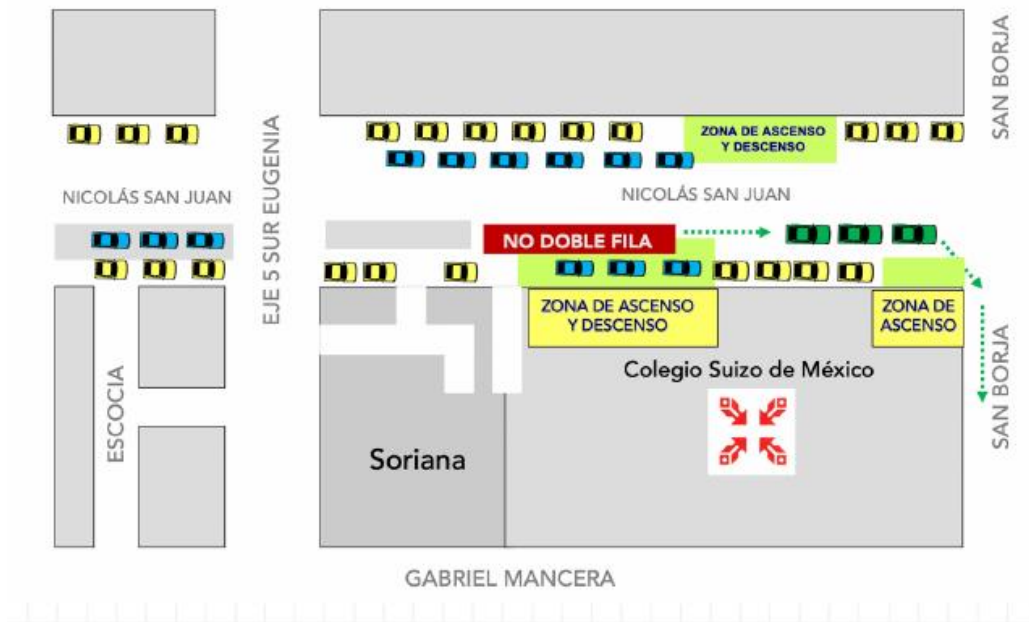 SAN BORJA
ZONA DE ASCENSO
Y DESCENSO
EJE 5 SUR EUGENIA
NICOLÁS SAN JUAN
NICOLÁS SAN JUAN
NO DOBLE FILA
ZONA DE ASCENSO
Y DESCENSO
ZONA DE
ASCENSO
SAN BORJA
Colegio Suizo de México
ESCOCIA
Soriana
GABRIEL MANCERA